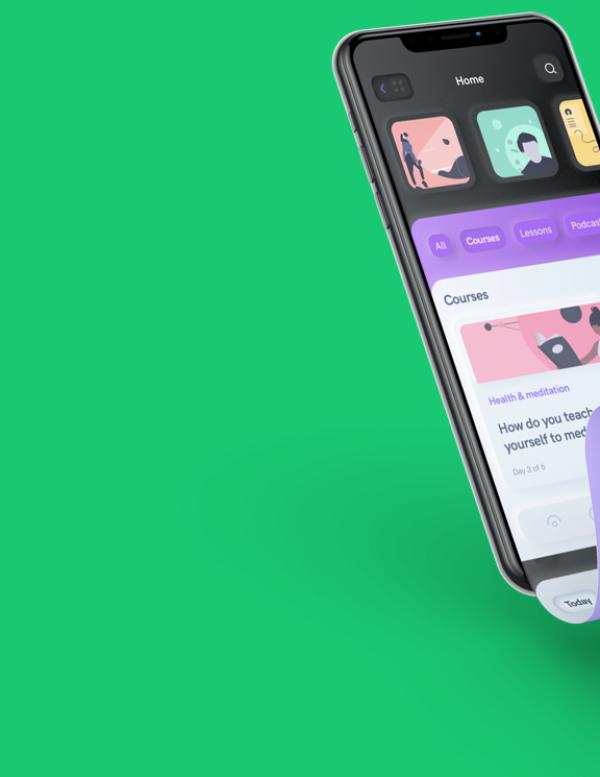 Home
All
Courses
Lessons
Courses
Health & meditation
How do you teach
yourself to med
Day 3 of 6
Today